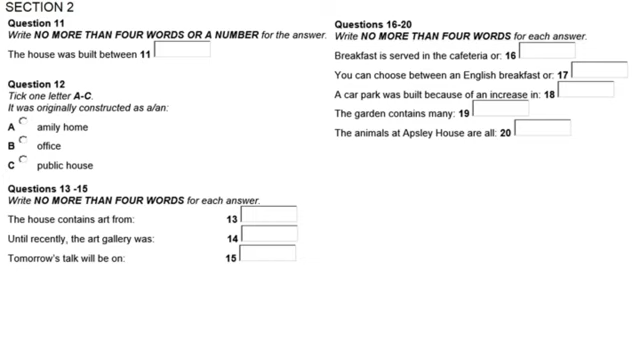 SECTION 2
Question 11
Write NO MORE THAN FOUR WORDS OR A NUMBER for the answer.
The house was built between 11
Question 12
Tick one letter A-C.
It was originally constructed as a/an:
A amily home
B office
C public house
Questions 13 -15
Write NO MORE THAN FOUR WORDS for each answer.
The house contains art from: 13
Until recently, the art gallery was: 14
Tomorrow's talk will be on: 15
Questions 16-20
Write NO MORE THAN FOUR WORDS for each answer.
Breakfast is served in the cafeteria or: 16
You can choose between an English breakfast or: 17
A car park was built because of an increase in: 18
The garden contains many: 19
The animals at Apsley House are all: 20